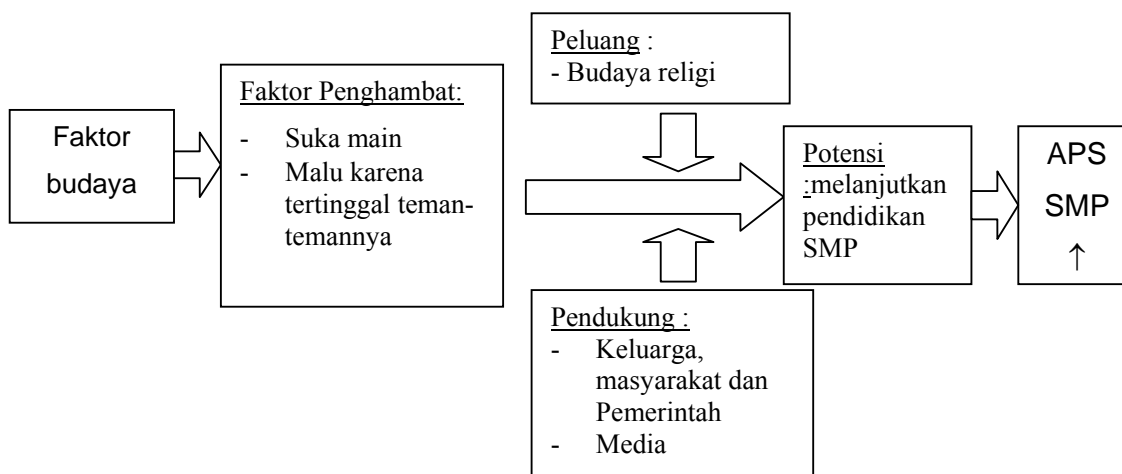 Faktor
budaya
Faktor Penghambat:
- Suka main
- Malu karena
tertinggal teman-
temannya
Peluang :
- Budaya religi
Pendukung :
- Keluarga,
masyarakat dan
Pemerintah
- Media
Potensi
:melanjutkan
pendidikan
SMP
APS
SMP
↑